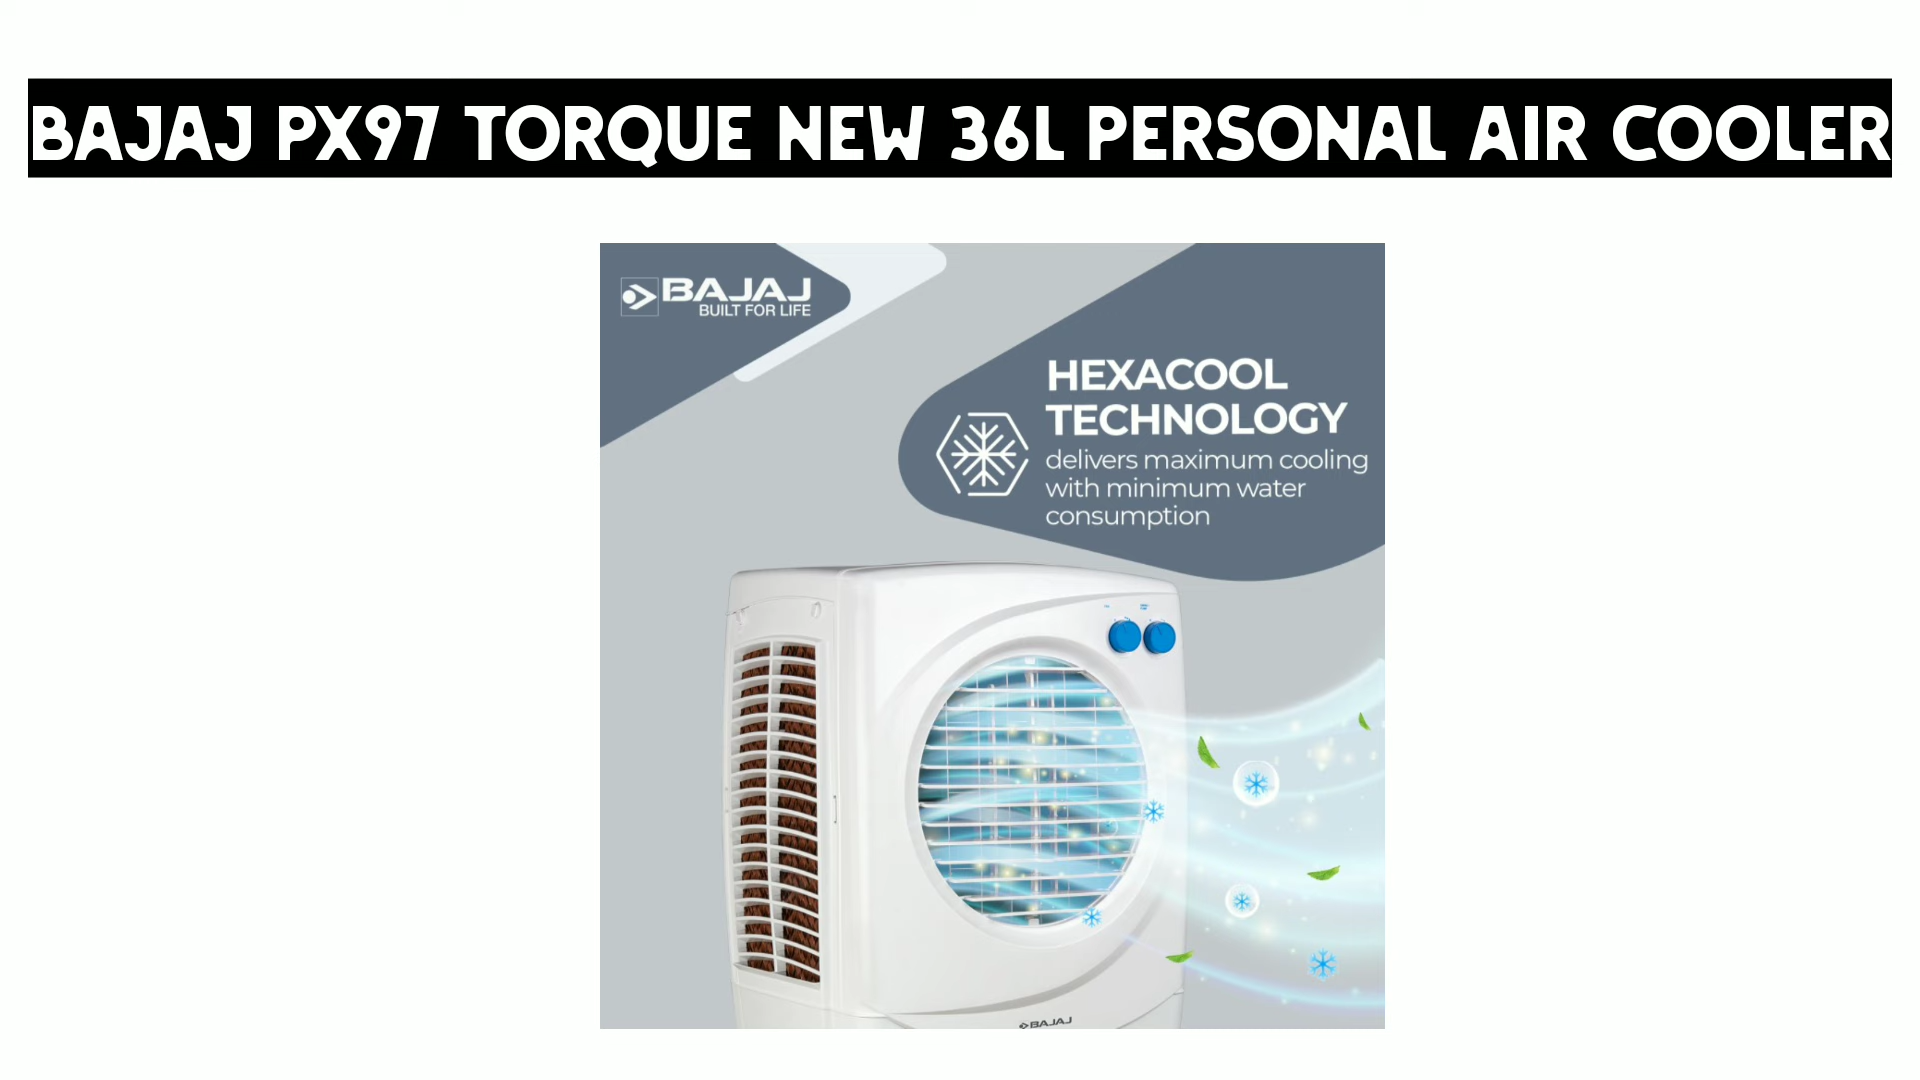 BAJAJ PX97 TORQUE NEW 36L PERSONAL AIR COOLER
BAJAJ
BUILT FOR LIFE
HEXACOOL
TECHNOLOGY
delivers maximum cooling
with minimum water
consumption
BAJAJ